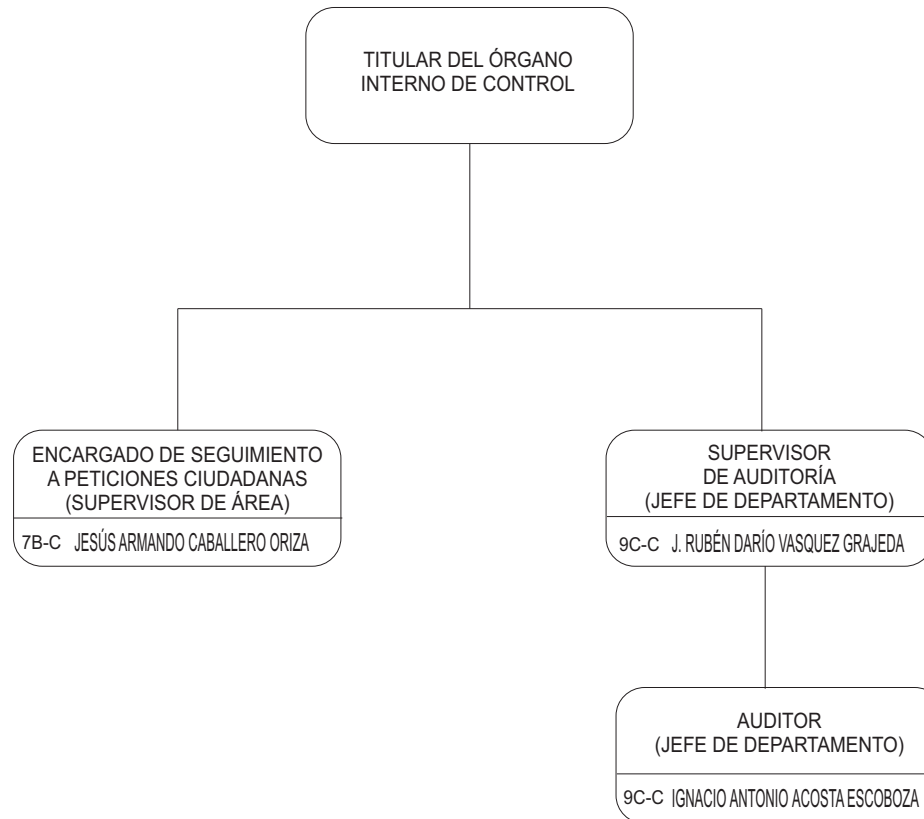 TITULAR DEL ÓRGANO
INTERNO DE CONTROL
ENCARGADO DE SEGUIMIENTO
A PETICIONES CIUDADANAS
(SUPERVISOR DE ÁREA)
7B-C JESÚS ARMANDO CABALLERO ORIZA
SUPERVISOR
DE AUDITORÍA
(JEFE DE DEPARTAMENTO)
9C-C J. RUBÉN DARÍO VASQUEZ GRAJEDA
AUDITOR
(JEFE DE DEPARTAMENTO)
9C-C IGNACIO ANTONIO ACOSTA ESCOBOZA